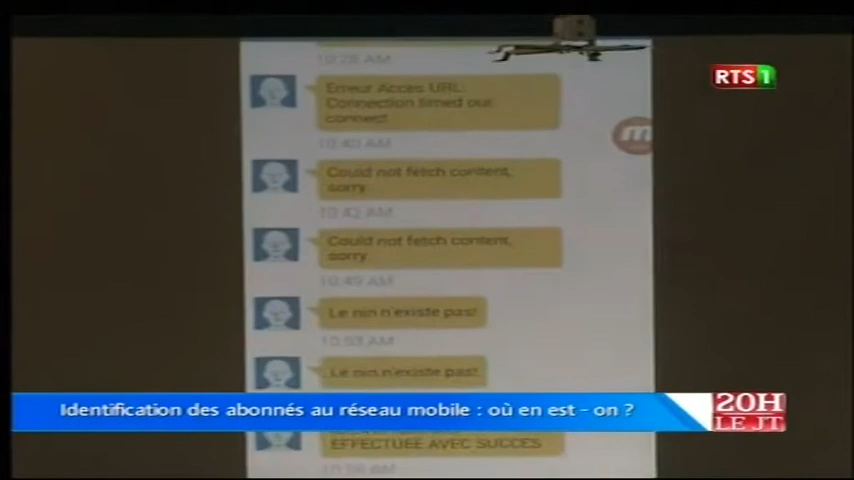 10:28 AM
RTS1
Erreur Acces URL:
Connection timed out:
connect
m
10:40 AM
Could not fetch content,
sorry.
10:42 AM
Could not fetch content,
sorry.
10:49 AM
Le nin n'existe pas!
10:53 AM
Le nin n'existe pas!
Identification des abonnés au réseau mobile : où en est - on ?
20H
LE JT
EFFECTUEE AVEC SUCCES
10:56 AM